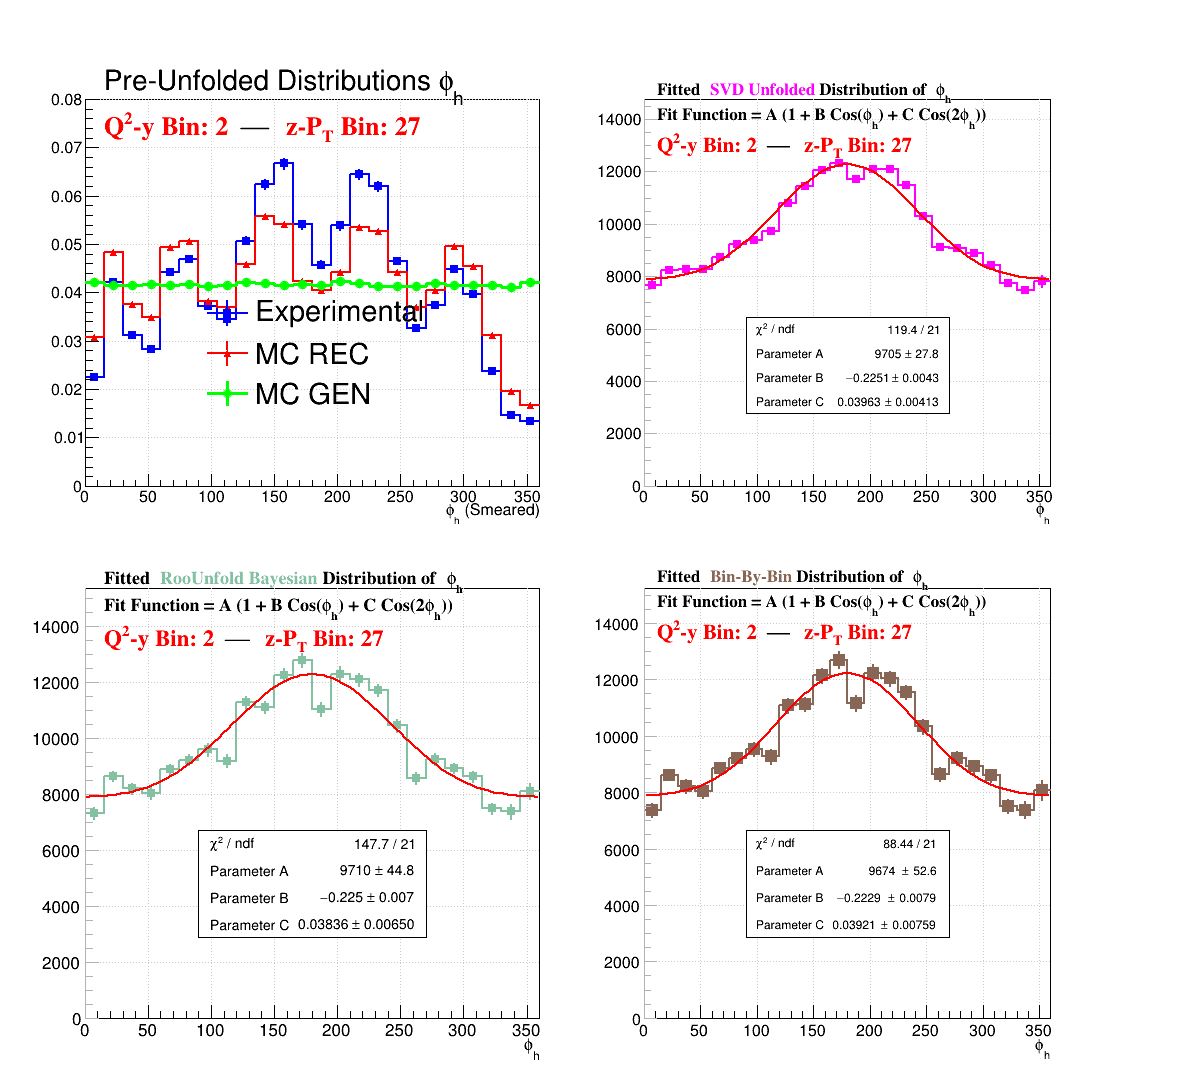 Pre-Unfolded Distributions ϕh
Q²-y Bin: 2 — z-PT Bin: 27
0.08
0.07
0.06
0.05
0.04
0.03
0.02
0.01
0
Experimental
MC REC
MC GEN
0 50 100 150 200 250 300 350
ϕh (Smeared)
Fitted SVD Unfolded Distribution of ϕh
Fit Function = A (1 + B Cos(ϕh) + C Cos(2ϕh))
Q²-y Bin: 2 — z-PT Bin: 27
14000
12000
10000
8000
6000
4000
2000
0
χ² / ndf 119.4 / 21
Parameter A 9705 ± 27.8
Parameter B −0.2251 ± 0.0043
Parameter C 0.03963 ± 0.00413
0 50 100 150 200 250 300 350
ϕh
Fitted RooUnfold Bayesian Distribution of ϕh
Fit Function = A (1 + B Cos(ϕh) + C Cos(2ϕh))
Q²-y Bin: 2 — z-PT Bin: 27
14000
12000
10000
8000
6000
4000
2000
0
χ² / ndf 147.7 / 21
Parameter A 9710 ± 44.8
Parameter B −0.225 ± 0.007
Parameter C 0.03836 ± 0.00650
0 50 100 150 200 250 300 350
ϕh
Fitted Bin-By-Bin Distribution of ϕh
Fit Function = A (1 + B Cos(ϕh) + C Cos(2ϕh))
Q²-y Bin: 2 — z-PT Bin: 27
14000
12000
10000
8000
6000
4000
2000
0
χ² / ndf 88.44 / 21
Parameter A 9674 ± 52.6
Parameter B −0.2229 ± 0.0079
Parameter C 0.03921 ± 0.00759
0 50 100 150 200 250 300 350
ϕh